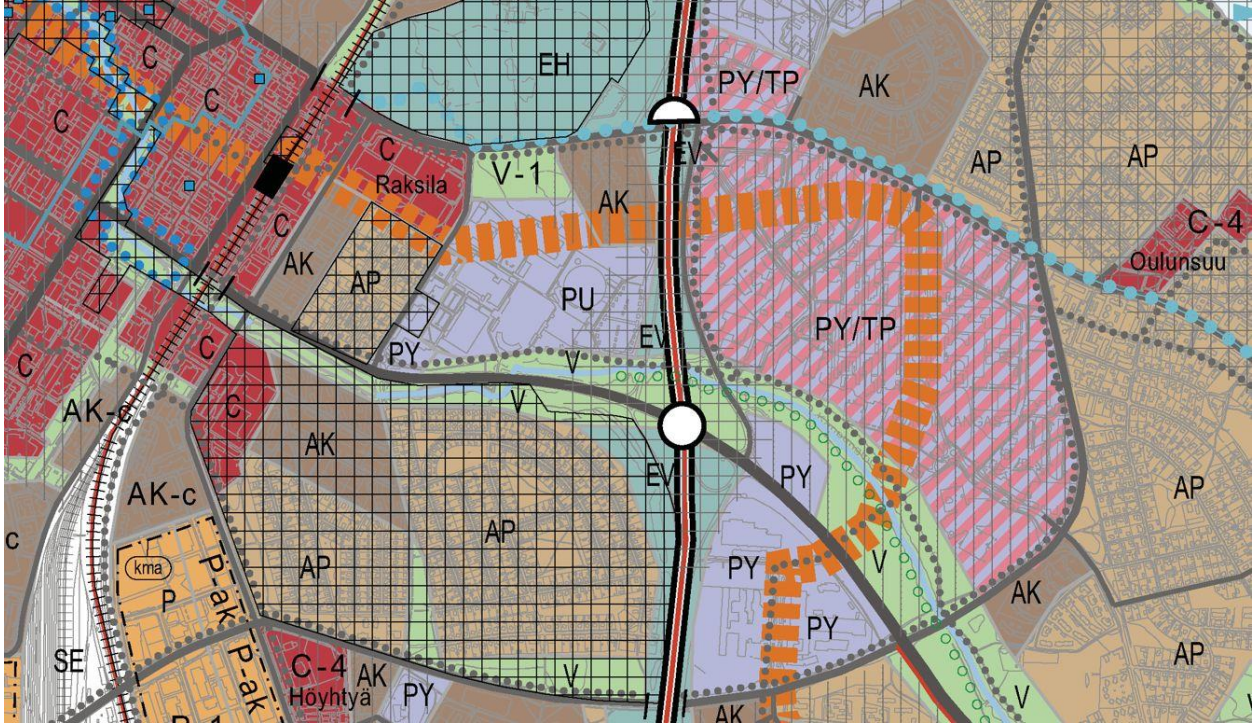 C
EH
PY/TP
AK
C
AP
AP
C
EV
C
Raksila
V-1
AK
C-4
Oulunsuu
C
AK
AP
PU
PY/TP
EV
PY
V
C
C
C
V
AK-c
AK
AK-c
EV
PY
AP
AP
AP
c
kma
P
P-ak
AP
PY
V
PY
AK
SE
C-4
Höyhtyä
P-ak
AK
PY
V
AP
V
AK